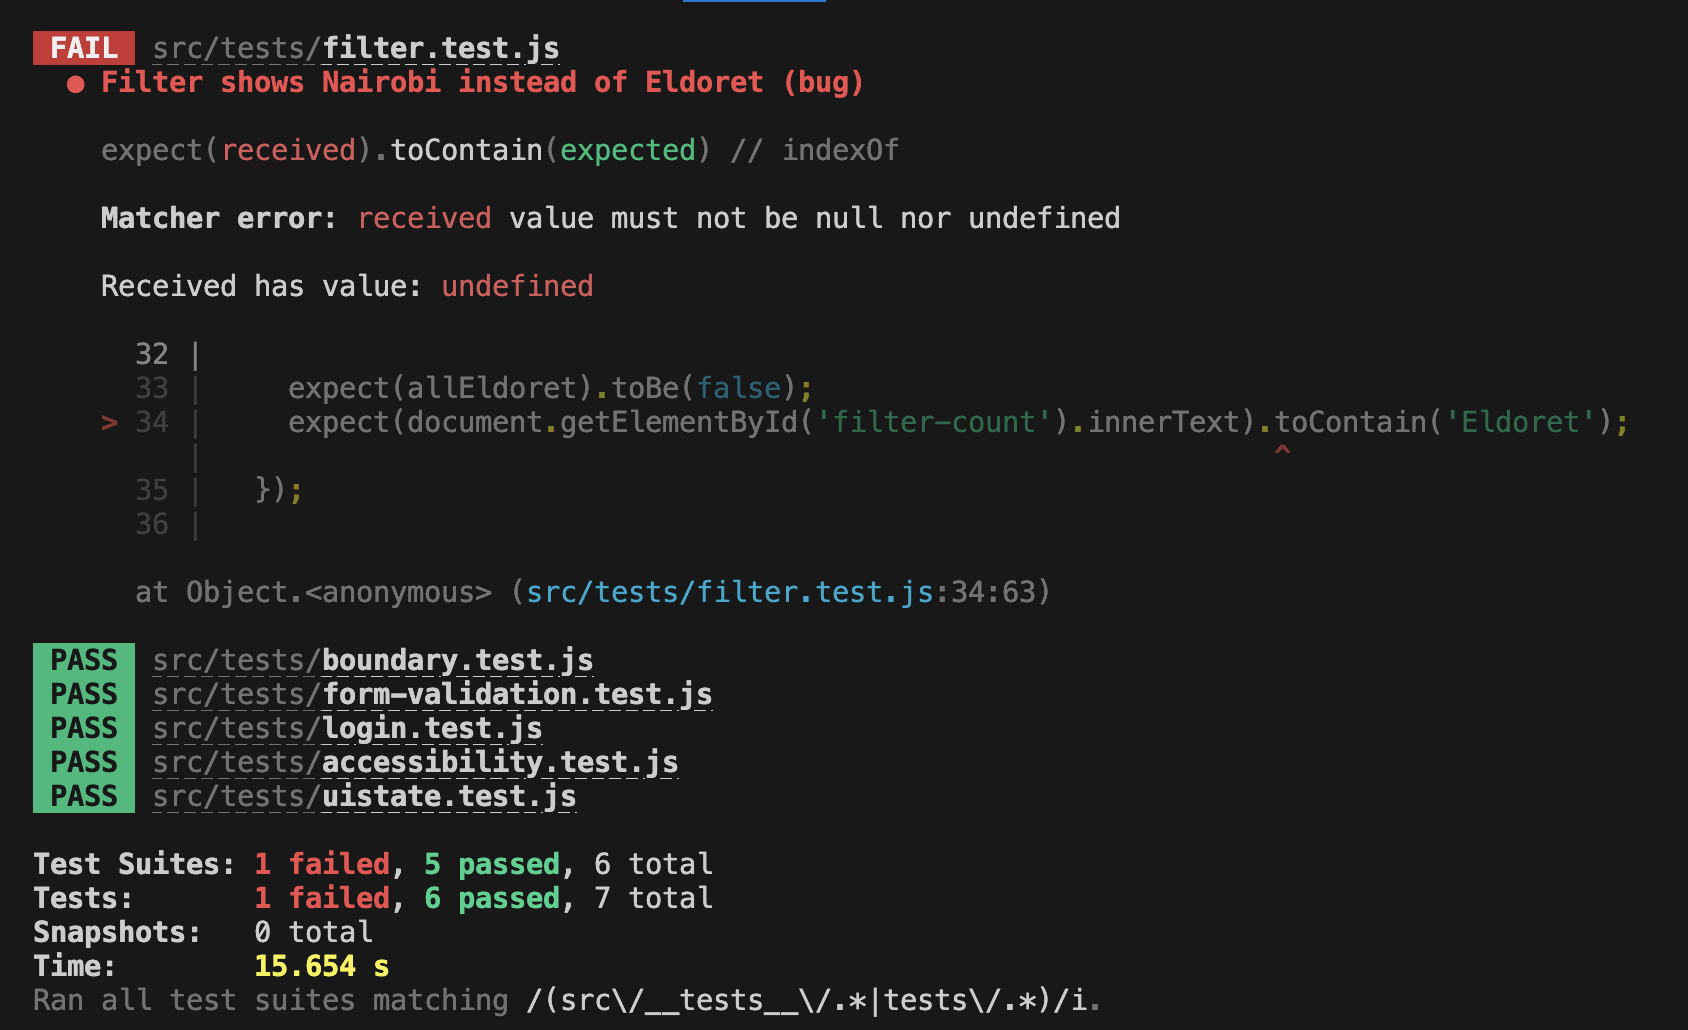 FAIL src/tests/filter.test.js
● Filter shows Nairobi instead of Eldoret (bug)
expect(received).toContain(expected) // indexOf
Matcher error: received value must not be null nor undefined
Received has value: undefined
32 |
33 | expect(allEldoret).toBe(false);
> 34 | expect(document.getElementById('filter-count').innerText).toContain('Eldoret');
| ^
35 | });
36 |
at Object.<anonymous> (src/tests/filter.test.js:34:63)
PASS src/tests/boundary.test.js
PASS src/tests/form-validation.test.js
PASS src/tests/login.test.js
PASS src/tests/accessibility.test.js
PASS src/tests/uistate.test.js
Test Suites: 1 failed, 5 passed, 6 total
Tests: 1 failed, 6 passed, 7 total
Snapshots: 0 total
Time: 15.654 s
Ran all test suites matching /(src\/__tests__\/.*|tests\/.*)/i.